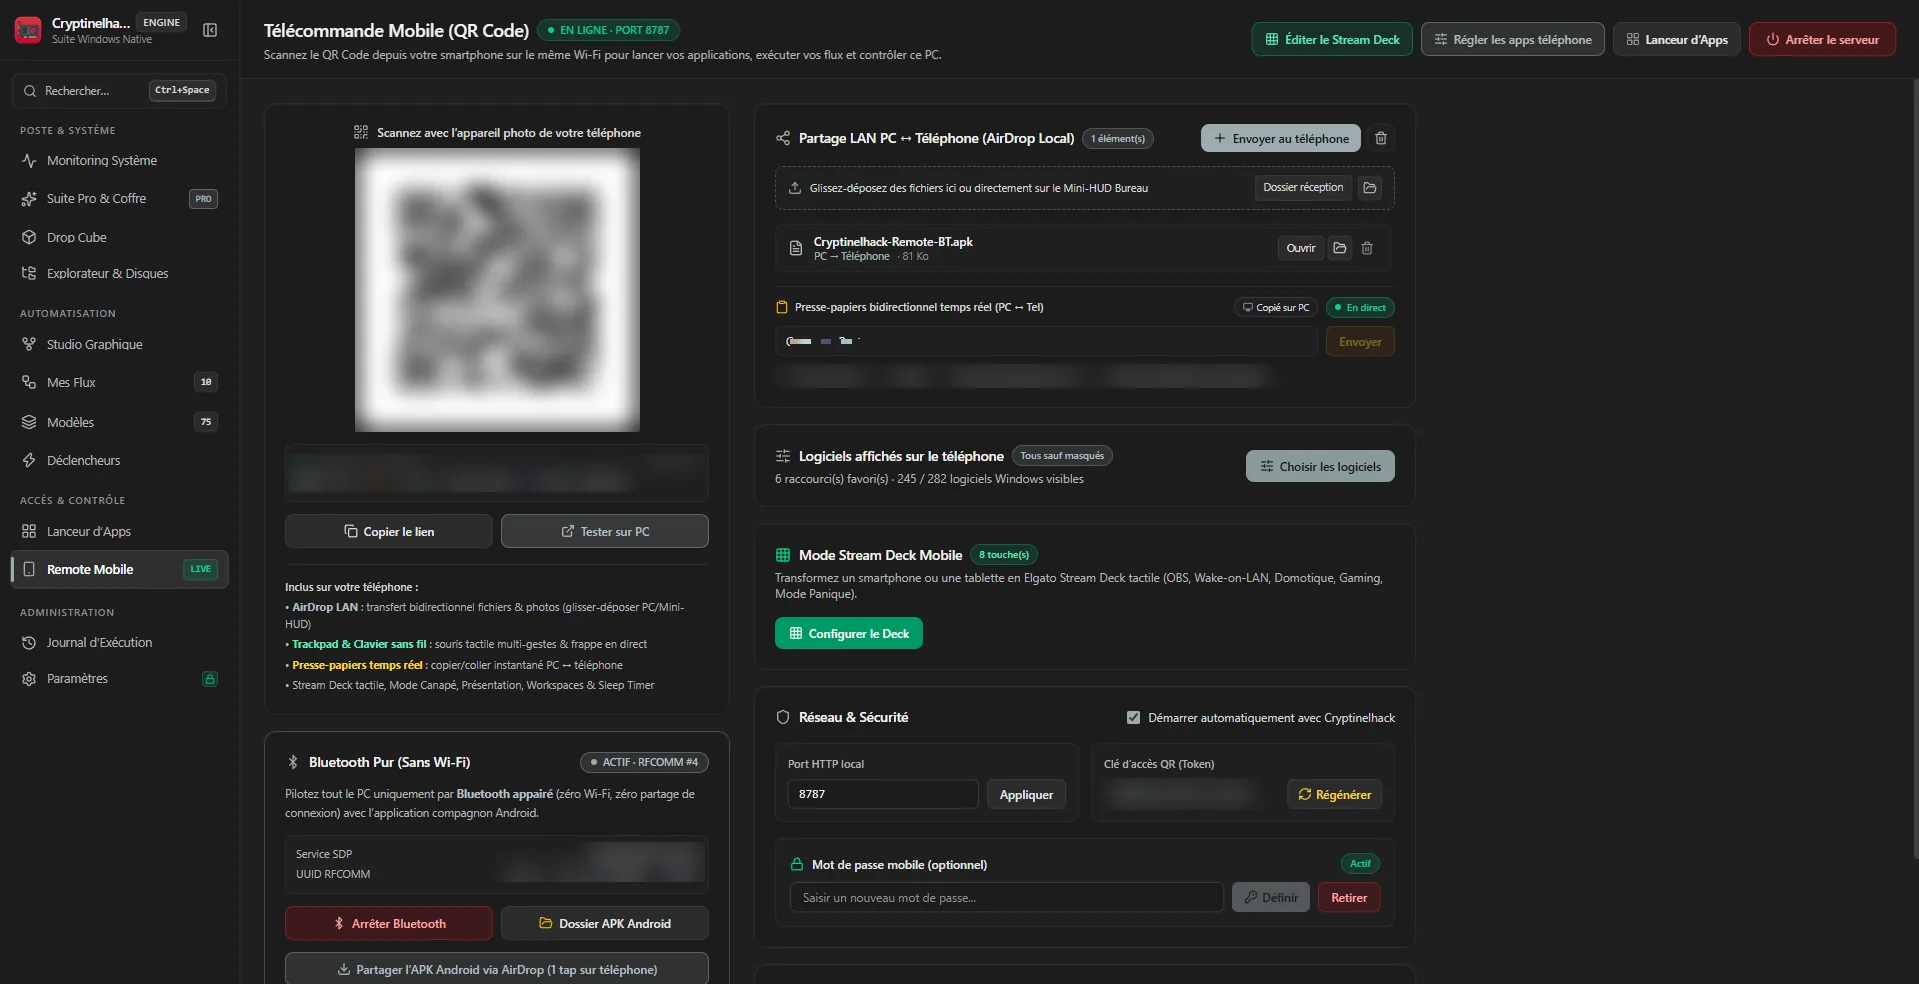 Cryptinelha...
ENGINE
Suite Windows Native
Rechercher...
Ctrl+Space
POSTE & SYSTÈME
Monitoring Système
Suite Pro & Coffre
PRO
Drop Cube
Explorateur & Disques
AUTOMATISATION
Studio Graphique
Mes Flux
10
Modèles
75
Déclencheurs
ACCÈS & CONTRÔLE
Lanceur d'Apps
Remote Mobile
LIVE
ADMINISTRATION
Journal d'Exécution
Paramètres
Télécommande Mobile (QR Code)
EN LIGNE · PORT 8787
Scannez le QR Code depuis votre smartphone sur le même Wi-Fi pour lancer vos applications, exécuter vos flux et contrôler ce PC.
Éditer le Stream Deck
Régler les apps téléphone
Lanceur d'Apps
Arrêter le serveur
Scannez avec l'appareil photo de votre téléphone
Copier le lien
Tester sur PC
Inclus sur votre téléphone :
• AirDrop LAN : transfert bidirectionnel fichiers & photos (glisser-déposer PC/Mini-
HUD)
• Trackpad & Clavier sans fil : souris tactile multi-gestes & frappe en direct
• Presse-papiers temps réel : copier/coller instantané PC ↔ téléphone
• Stream Deck tactile, Mode Canapé, Présentation, Workspaces & Sleep Timer
Bluetooth Pur (Sans Wi-Fi)
ACTIF · RFCOMM #4
Pilotez tout le PC uniquement par Bluetooth appairé (zéro Wi-Fi, zéro partage de
connexion) avec l'application compagnon Android.
Service SDP
UUID RFCOMM
Arrêter Bluetooth
Dossier APK Android
Partager l'APK Android via AirDrop (1 tap sur téléphone)
Partage LAN PC ↔ Téléphone (AirDrop Local)
1 élément(s)
Envoyer au téléphone
Glissez-déposez des fichiers ici ou directement sur le Mini-HUD Bureau
Dossier réception
Cryptinelhack-Remote-BT.apk
PC → Téléphone · 81 Ko
Ouvrir
Presse-papiers bidirectionnel temps réel (PC ↔ Tel)
Copié sur PC
En direct
Envoyer
Logiciels affichés sur le téléphone
Tous sauf masqués
6 raccourci(s) favori(s) · 245 / 282 logiciels Windows visibles
Choisir les logiciels
Mode Stream Deck Mobile
8 touche(s)
Transformez un smartphone ou une tablette en Elgato Stream Deck tactile (OBS, Wake-on-LAN, Domotique, Gaming,
Mode Panique).
Configurer le Deck
Réseau & Sécurité
Démarrer automatiquement avec Cryptinelhack
Port HTTP local
8787
Appliquer
Clé d'accès QR (Token)
Régénérer
Mot de passe mobile (optionnel)
Actif
Saisir un nouveau mot de passe...
Définir
Retirer